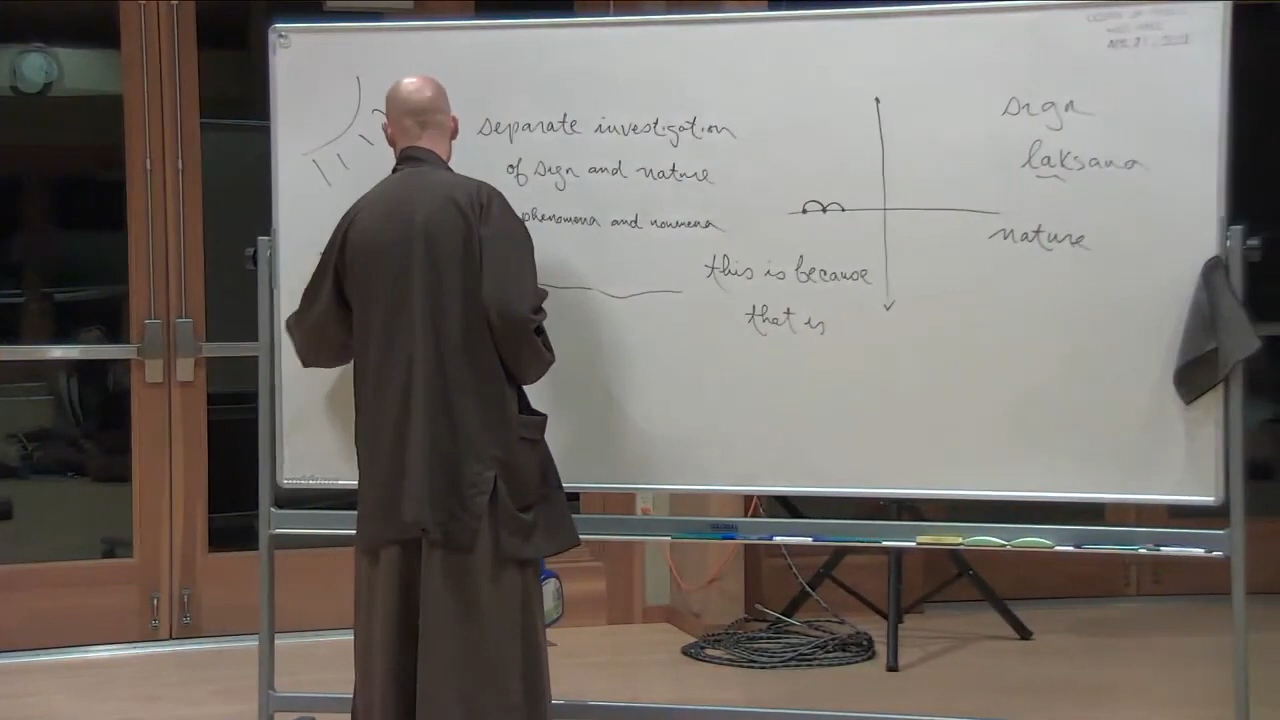 separate investigation
of sign and nature
phenomena and noumena
this is because
that is
sign
laksana
nature